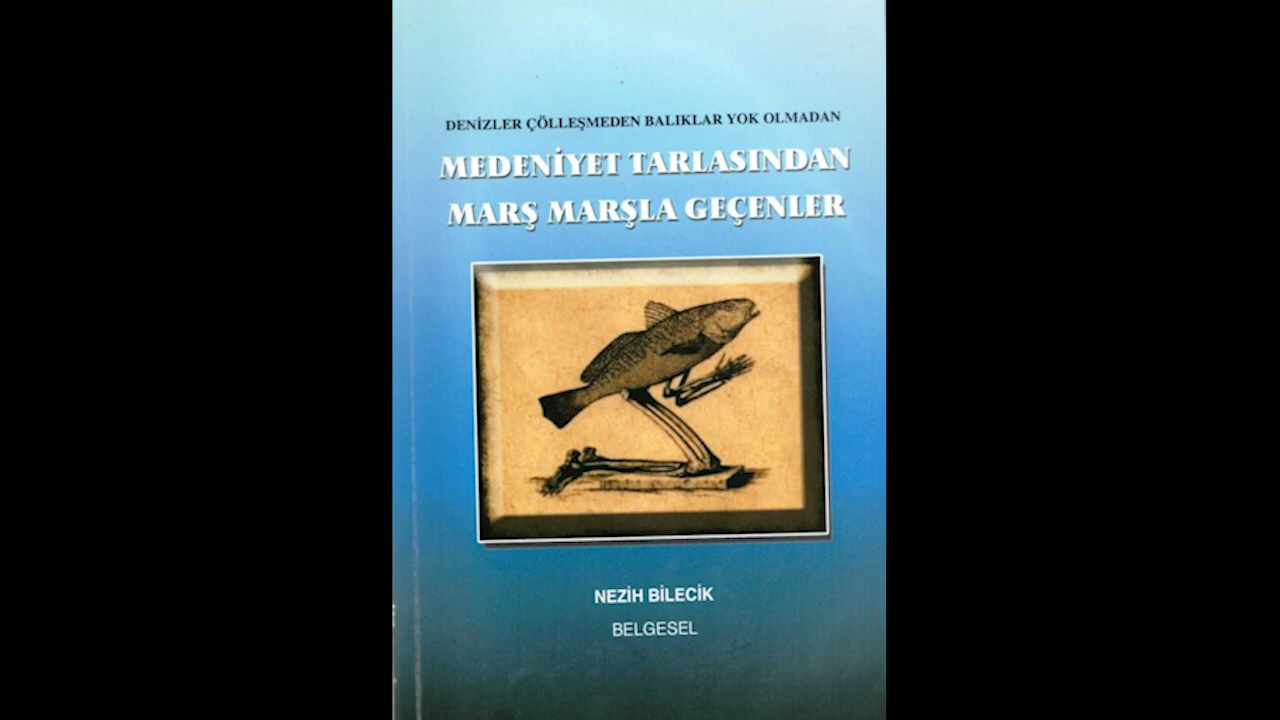 DENİZLER ÇÖLLEŞMEDEN BALIKLAR YOK OLMADAN
MEDENİYET TARLASINDAN
MARŞ MARŞLA GEÇENLER
NEZİH BİLECİK
BELGESEL